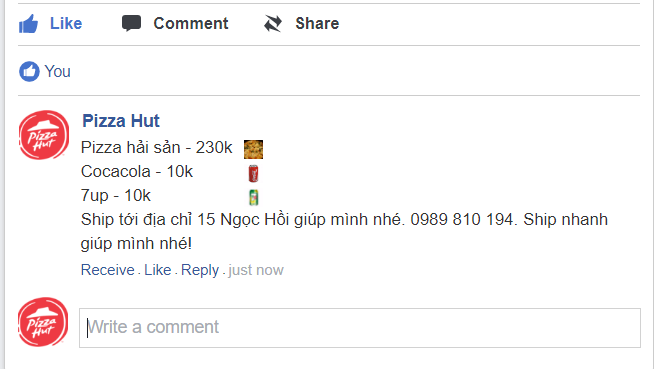 Like Comment Share
You
Pizza Hut
Pizza Hut
Pizza hải sản - 230k
Cocacola - 10k
7up - 10k
Ship tới địa chỉ 15 Ngọc Hồi giúp mình nhé. 0989 810 194. Ship nhanh
giúp mình nhé!
Receive . Like . Reply . just now
Pizza Hut
Write a comment